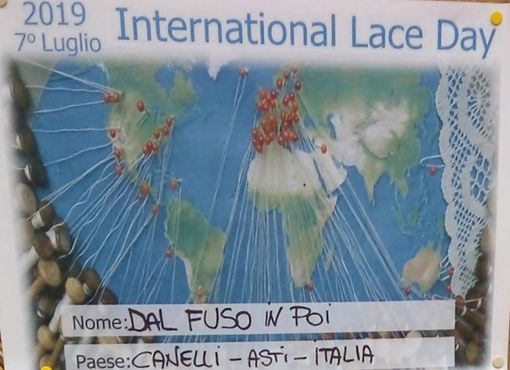 2019
7° Luglio
International Lace Day
Nome: DAL FUSO iN POi
Paese: CANELLi - ASTi - iTALiA